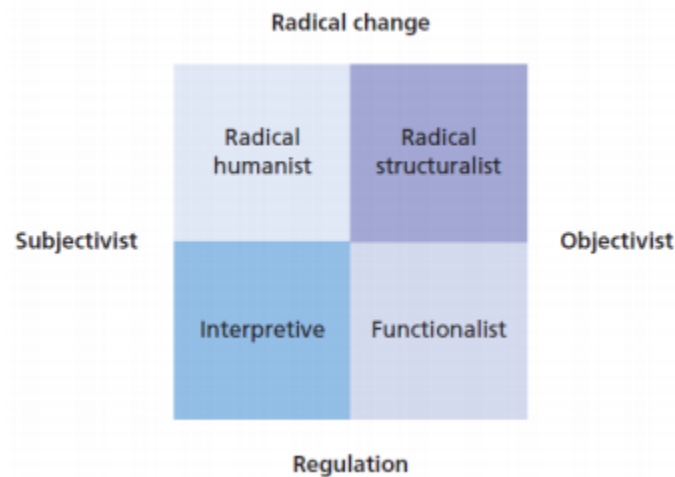 Radical change
Radical
humanist
Radical
structuralist
Subjectivist
Objectivist
Interpretive
Functionalist
Regulation